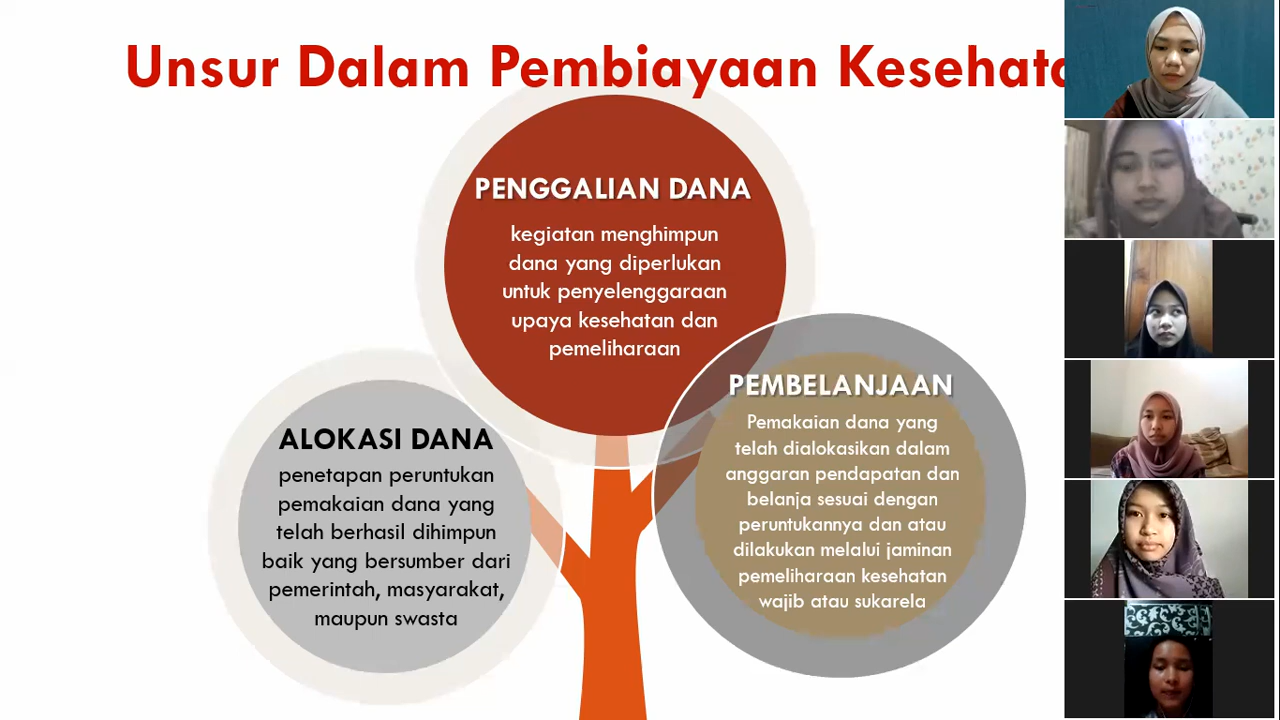 Unsur Dalam Pembiayaan Kesehata
PENGGALIAN DANA
kegiatan menghimpun
dana yang diperlukan
untuk penyelenggaraan
upaya kesehatan dan
pemeliharaan
ALOKASI DANA
penetapan peruntukan
pemakaian dana yang
telah berhasil dihimpun
baik yang bersumber dari
pemerintah, masyarakat,
maupun swasta
PEMBELANJAAN
Pemakaian dana yang
telah dialokasikan dalam
anggaran pendapatan dan
belanja sesuai dengan
peruntukannya dan atau
dilakukan melalui jaminan
pemeliharaan kesehatan
wajib atau sukarela